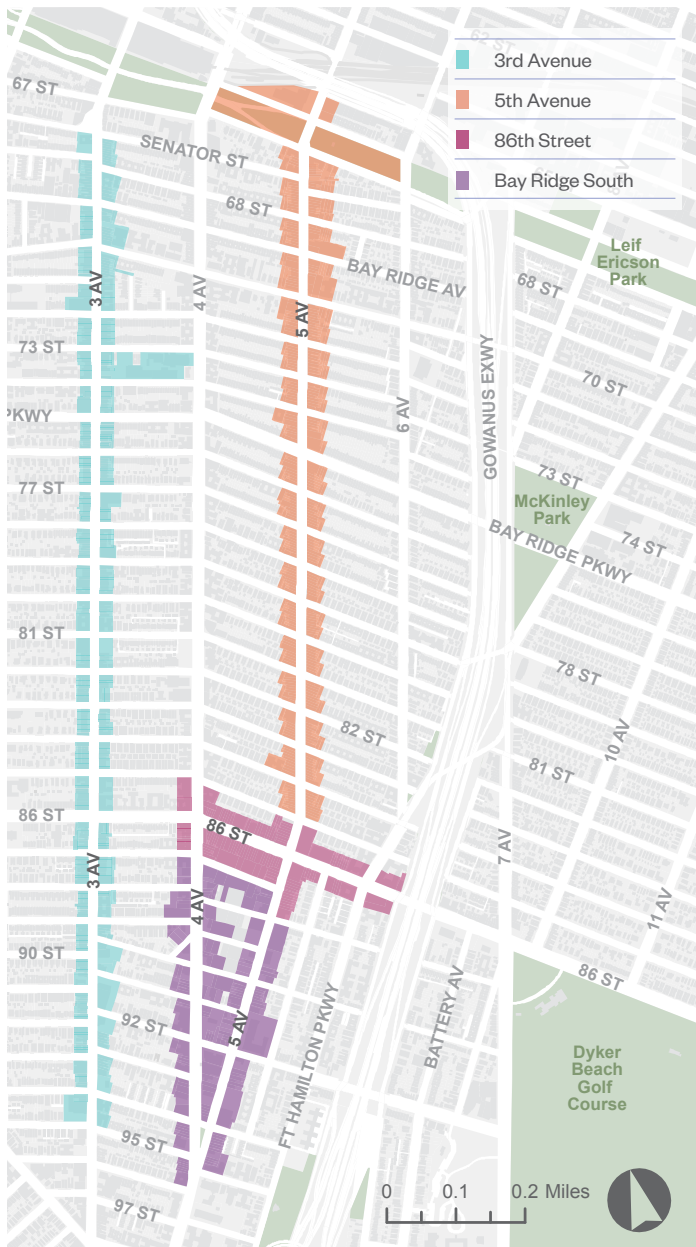 62 ST
3rd Avenue
5th Avenue
86th Street
Bay Ridge South
67 ST
SENATOR ST
68 ST
BAY RIDGE AV
Leif
Ericson
Park
68 ST
3 AV
4 AV
5 AV
73 ST
GOWANUS EXWY
70 ST
6 AV
PKWY
73 ST
77 ST
McKinley
Park
BAY RIDGE PKWY
74 ST
81 ST
78 ST
82 ST
10 AV
81 ST
86 ST
86 ST
7 AV
3 AV
4 AV
11 AV
90 ST
86 ST
92 ST
5 AV
FT HAMILTON PKWY
BATTERY AV
Dyker
Beach
Golf
Course
95 ST
97 ST
0 0.1 0.2 Miles